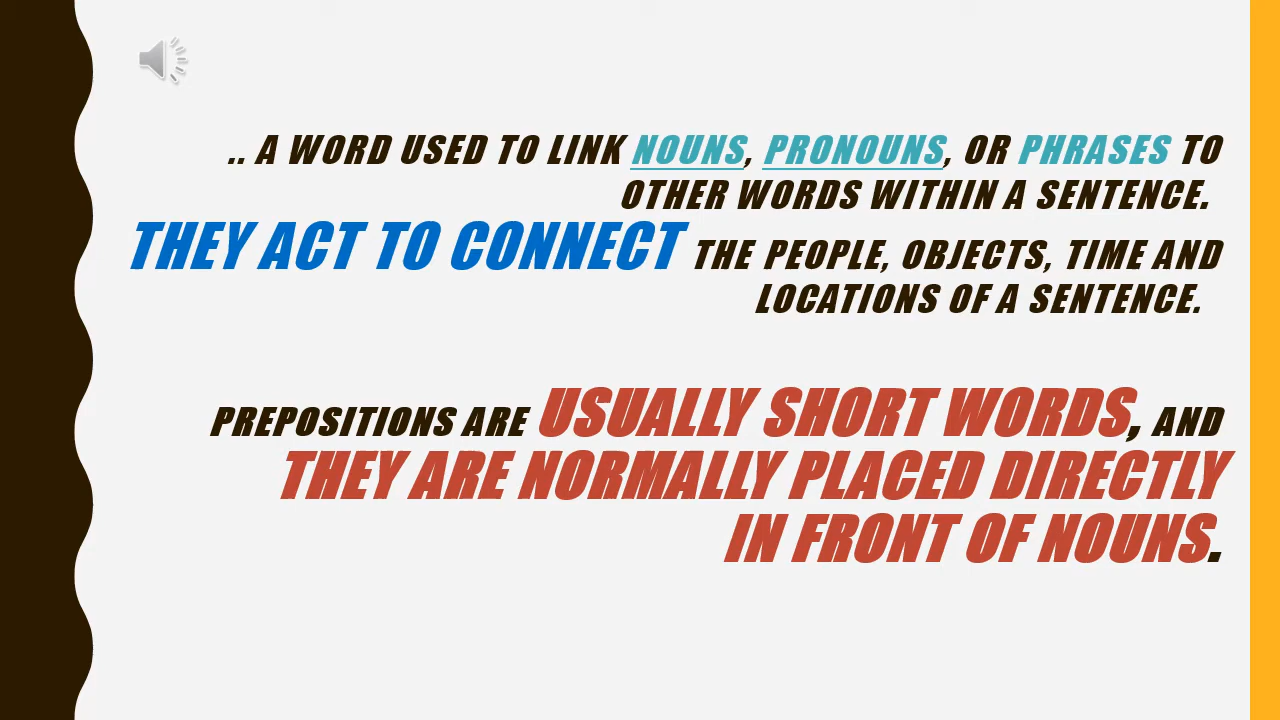 .. A WORD USED TO LINK NOUNS, PRONOUNS, OR PHRASES TO
OTHER WORDS WITHIN A SENTENCE.
THEY ACT TO CONNECT THE PEOPLE, OBJECTS, TIME AND
LOCATIONS OF A SENTENCE.
PREPOSITIONS ARE USUALLY SHORT WORDS, AND
THEY ARE NORMALLY PLACED DIRECTLY
IN FRONT OF NOUNS.